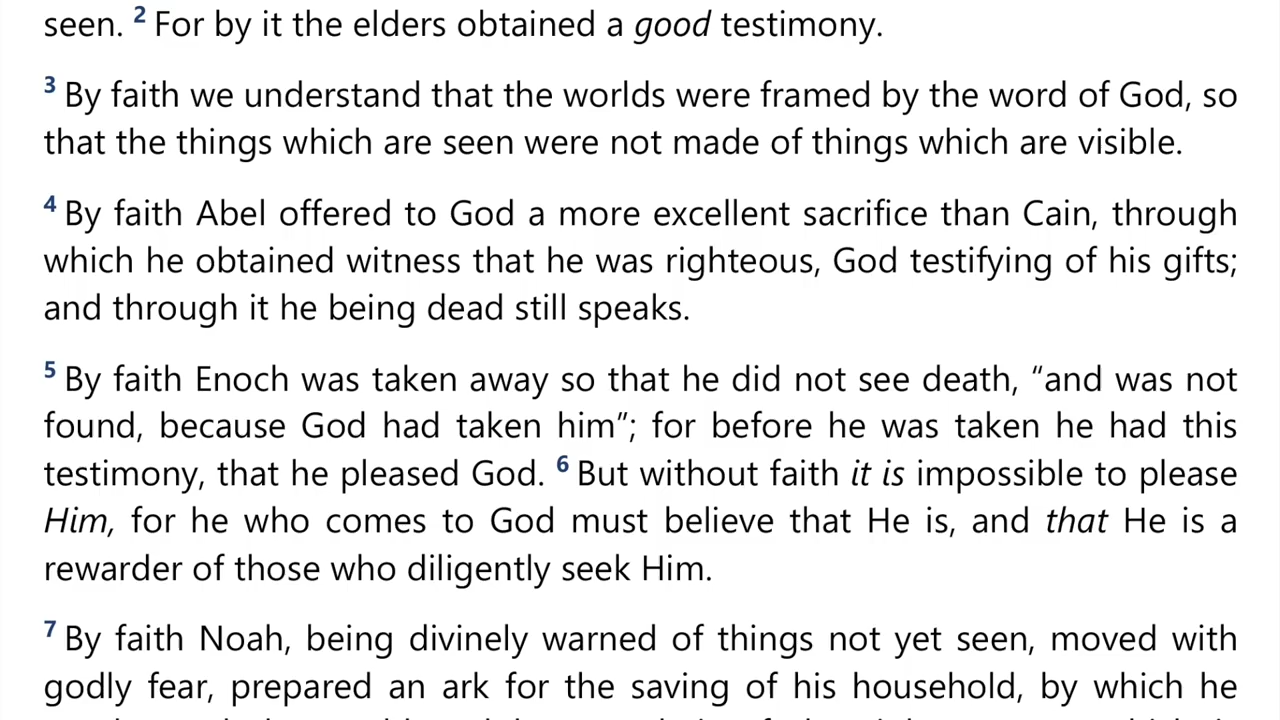 seen. 2 For by it the elders obtained a good testimony.
3 By faith we understand that the worlds were framed by the word of God, so
that the things which are seen were not made of things which are visible.
4 By faith Abel offered to God a more excellent sacrifice than Cain, through
which he obtained witness that he was righteous, God testifying of his gifts;
and through it he being dead still speaks.
5 By faith Enoch was taken away so that he did not see death, “and was not
found, because God had taken him”; for before he was taken he had this
testimony, that he pleased God. 6 But without faith it is impossible to please
Him, for he who comes to God must believe that He is, and that He is a
rewarder of those who diligently seek Him.
7 By faith Noah, being divinely warned of things not yet seen, moved with
godly fear, prepared an ark for the saving of his household, by which he